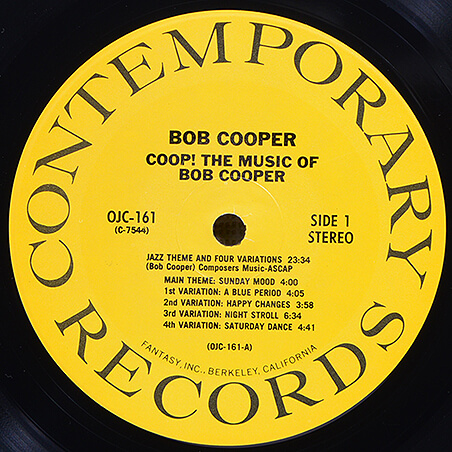 CONTEMPORARY
BOB COOPER
COOP! THE MUSIC OF
BOB COOPER
OJC-161
(C-7544)
SIDE 1
STEREO
JAZZ THEME AND FOUR VARIATIONS 23:34
(Bob Cooper) Composers Music-ASCAP
MAIN THEME: SUNDAY MOOD 4:00
1st VARIATION: A BLUE PERIOD 4:05
2nd VARIATION: HAPPY CHANGES 3:58
3rd VARIATION: NIGHT STROLL 6:34
4th VARIATION: SATURDAY DANCE 4:41
(OJC-161-A)
FANTASY, INC., BERKELEY, CALIFORNIA
RECORDS